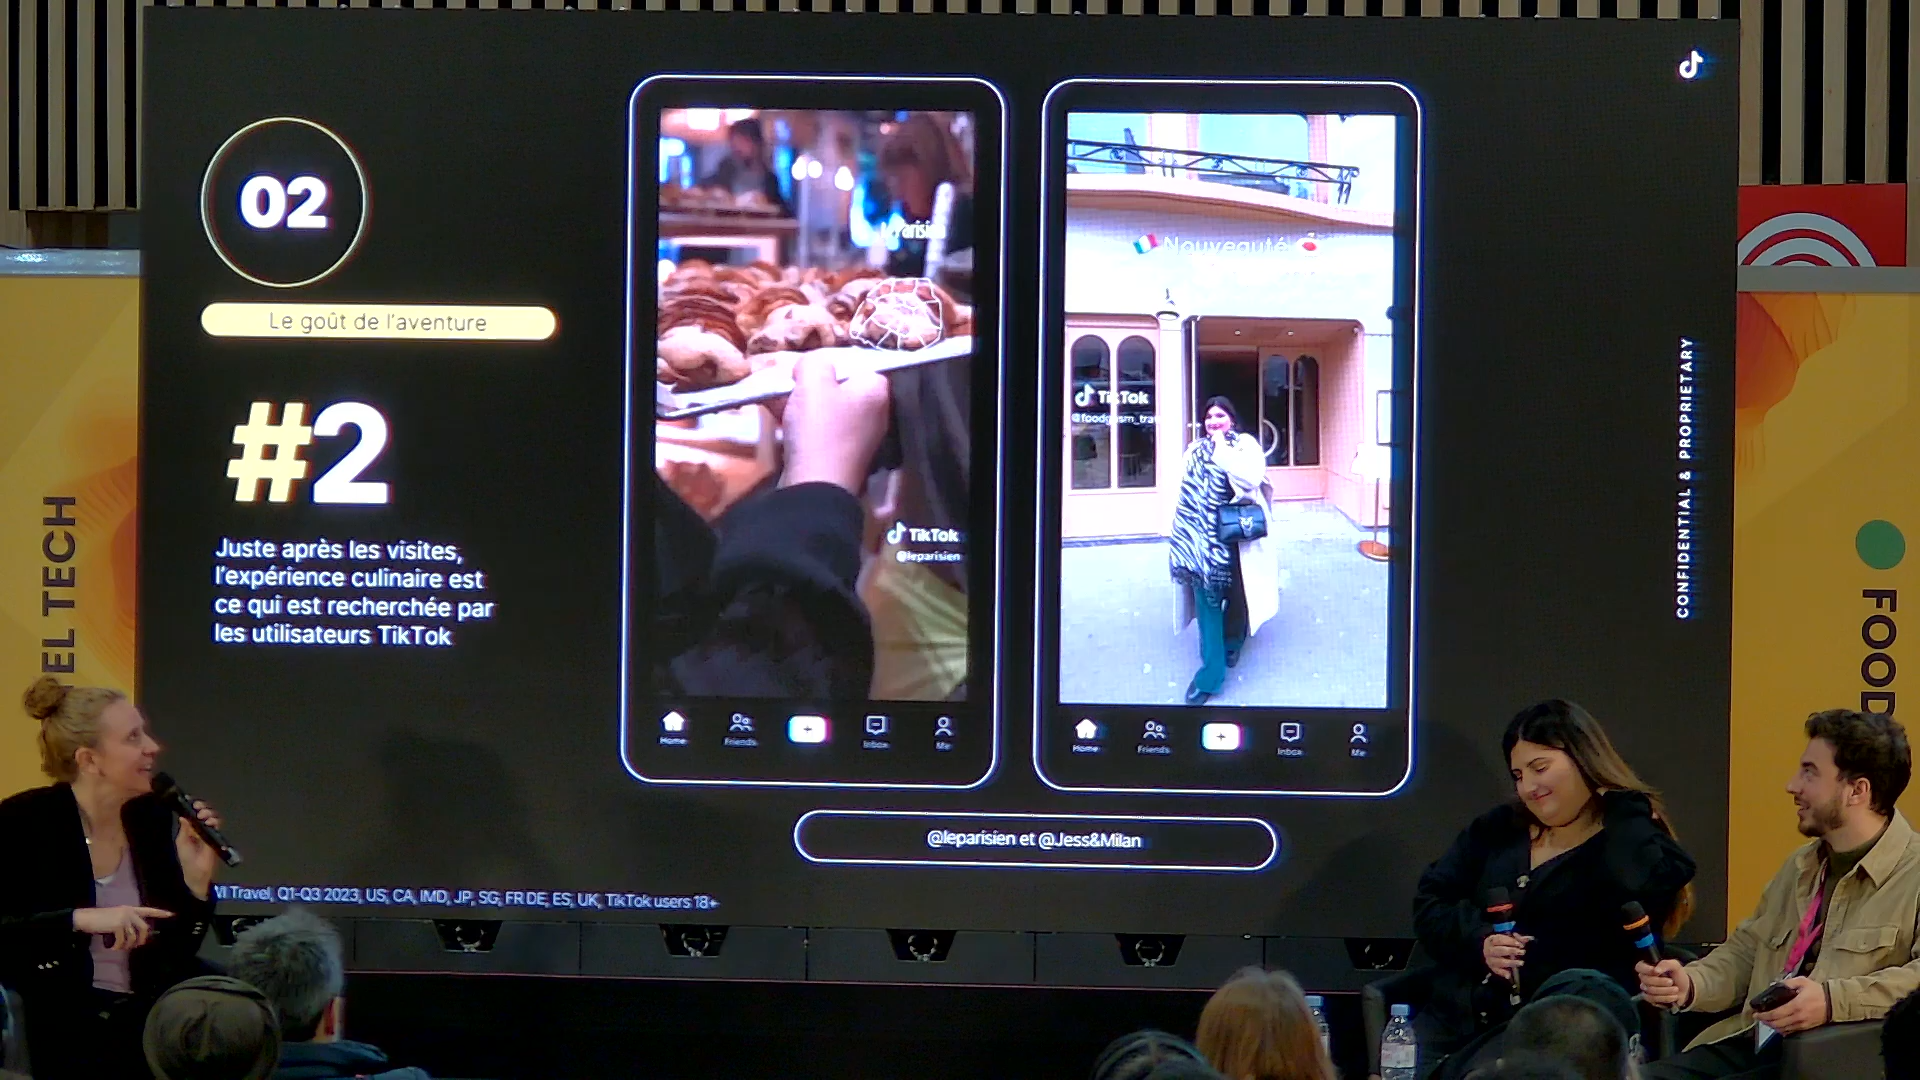 02
Le goût de l'aventure
#2
Juste après les visites,
l'expérience culinaire est
ce qui est recherchée par
les utilisateurs TikTok
Parisien
TikTok
@leparisien
Home
Friends
Inbox
Me
Nouveauté
TikTok
Home
Friends
Inbox
Me
@leparisien et @Jess&Milan
Travel, Q1-Q3 2023, US, CA, IMD, JP, SG, FR DE, ES, UK, TikTok users 18+
CONFIDENTIAL & PROPRIETARY
EL TECH
FOOD